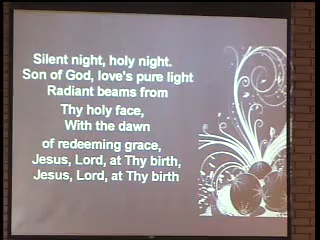 Silent night, holy night.
Son of God, love's pure light
Radiant beams from
Thy holy face,
With the dawn
of redeeming grace,
Jesus, Lord, at Thy birth,
Jesus, Lord, at Thy birth